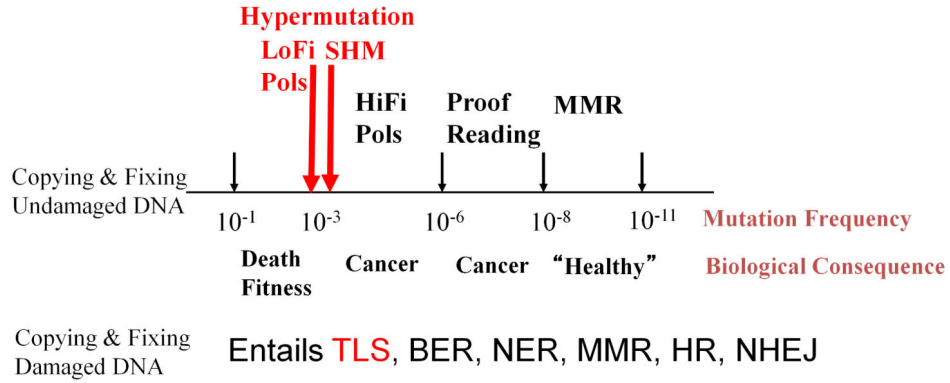 Hypermutation
LoFi SHM
Pols
HiFi Proof MMR
Pols Reading
Copying & Fixing
Undamaged DNA
10-1 10-3 10-6 10-8 10-11 Mutation Frequency
Death Cancer Cancer “Healthy” Biological Consequence
Fitness
Copying & Fixing
Damaged DNA
Entails TLS, BER, NER, MMR, HR, NHEJ